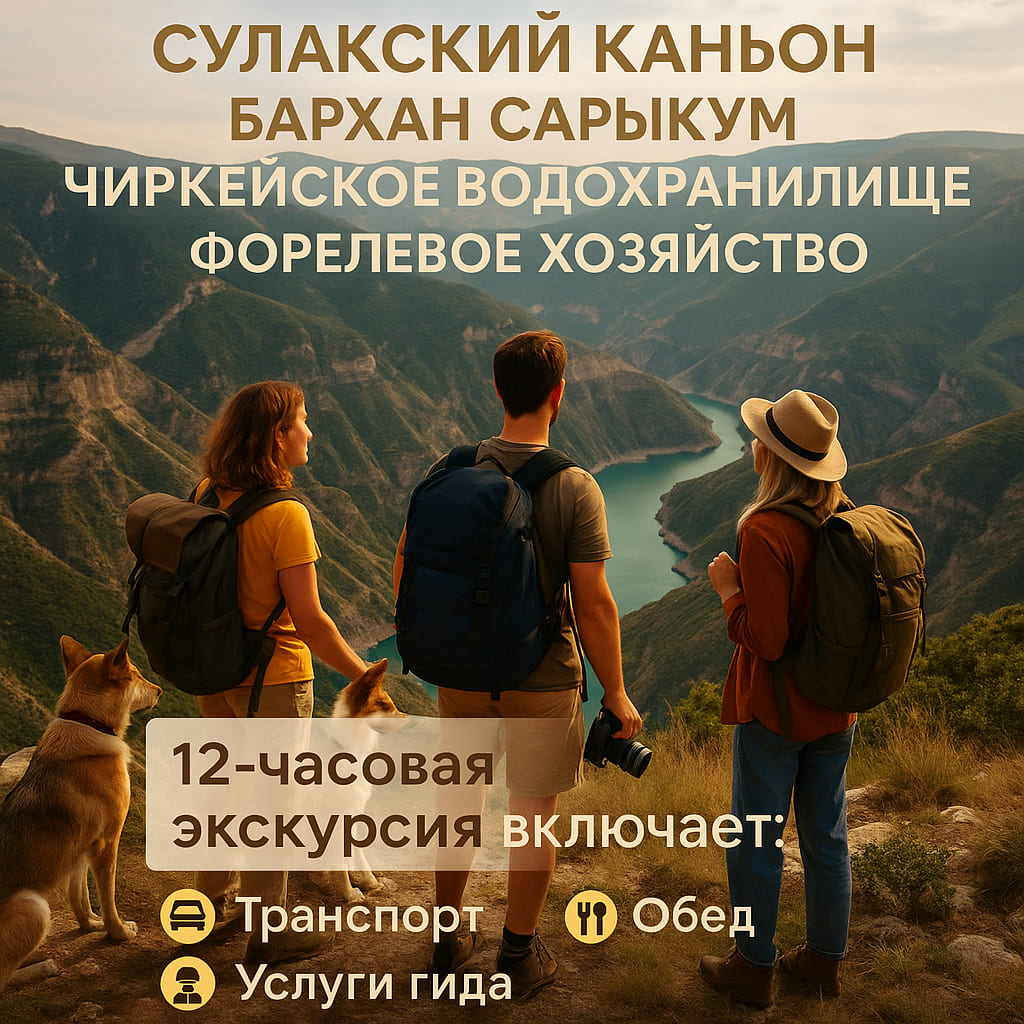 СУЛАКСКИЙ КАНЬОН
БАРХАН САРЫКУМ
ЧИРКЕЙСКОЕ ВОДОХРАНИЛИЩЕ
ФОРЕЛЕВОЕ ХОЗЯЙСТВО
12-часовая
экскурсия включает:
Транспорт
Обед
Услуги гида